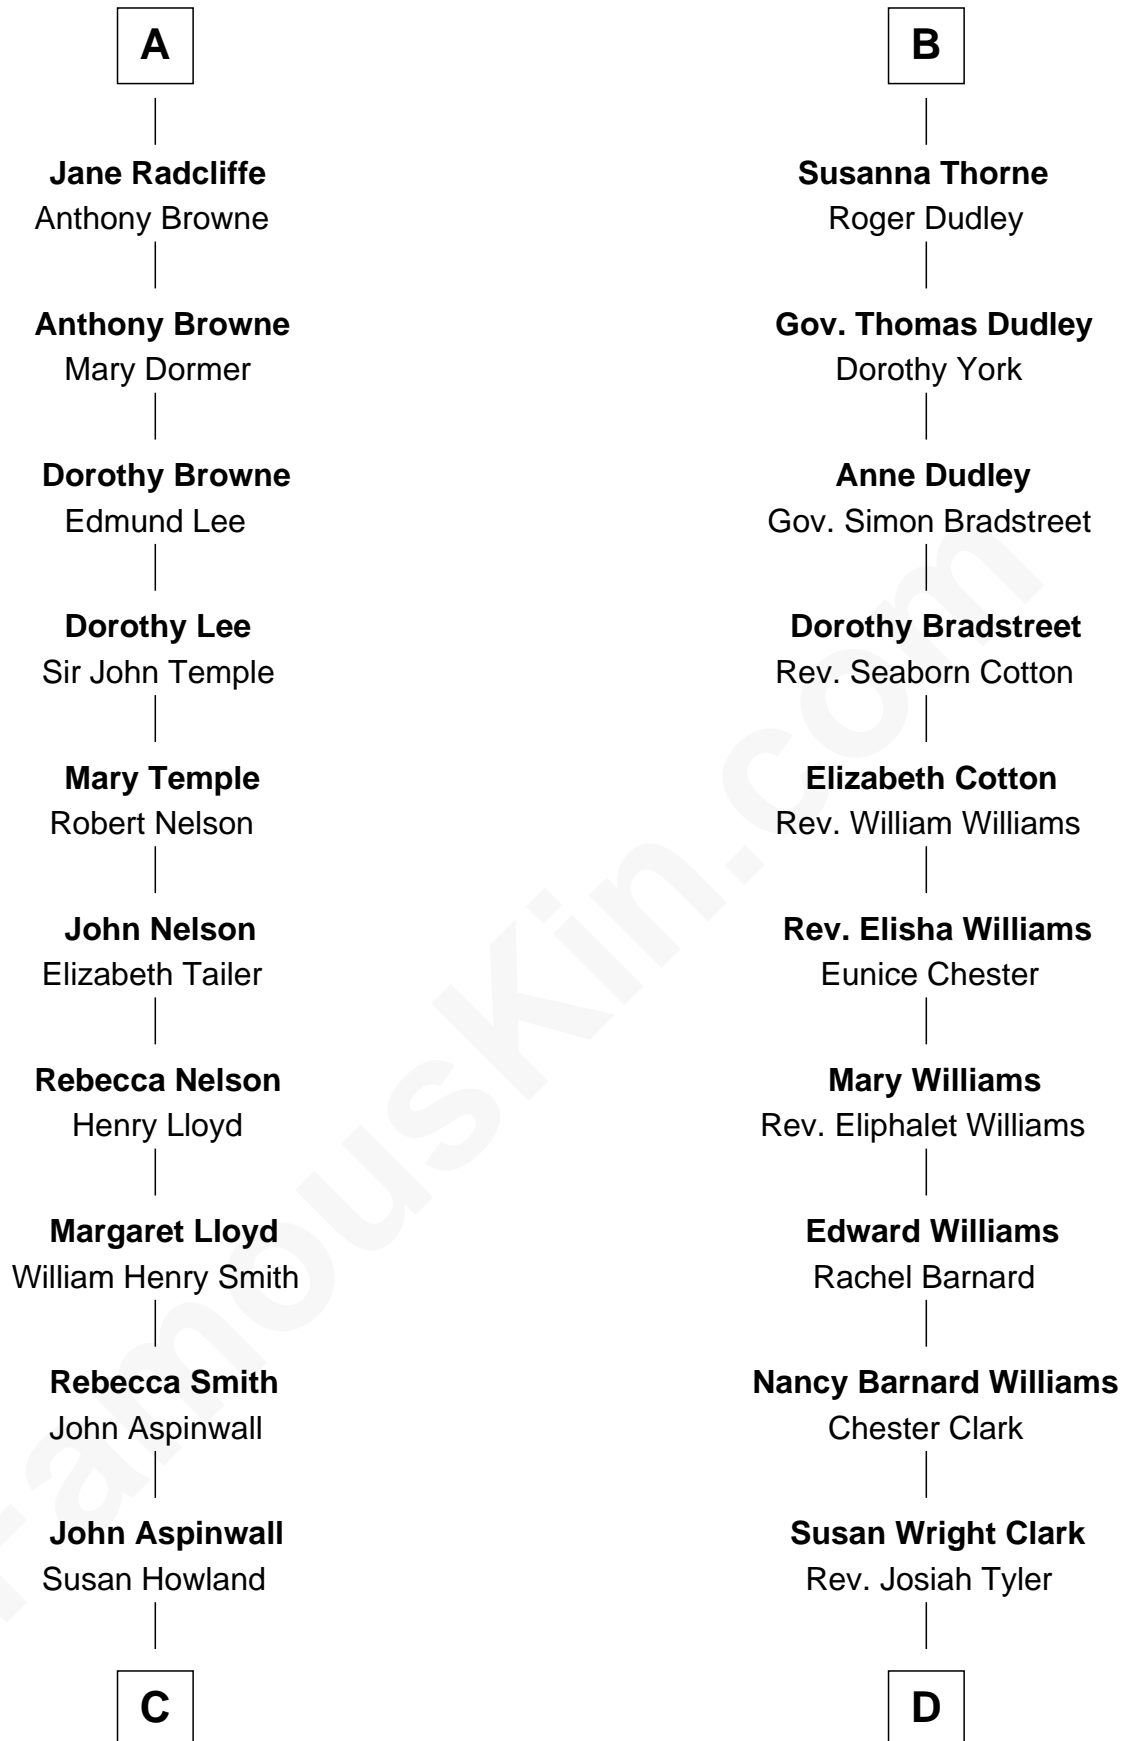 A
Jane Radcliffe
Anthony Browne
Anthony Browne
Mary Dormer
Dorothy Browne
Edmund Lee
Dorothy Lee
Sir John Temple
Mary Temple
Robert Nelson
John Nelson
Elizabeth Tailer
Rebecca Nelson
Henry Lloyd
Margaret Lloyd
William Henry Smith
Rebecca Smith
John Aspinwall
John Aspinwall
Susan Howland
C
B
Susanna Thorne
Roger Dudley
Gov. Thomas Dudley
Dorothy York
Anne Dudley
Gov. Simon Bradstreet
Dorothy Bradstreet
Rev. Seaborn Cotton
Elizabeth Cotton
Rev. William Williams
Rev. Elisha Williams
Eunice Chester
Mary Williams
Rev. Eliphalet Williams
Edward Williams
Rachel Barnard
Nancy Barnard Williams
Chester Clark
Susan Wright Clark
Rev. Josiah Tyler
D
FamousKin.com